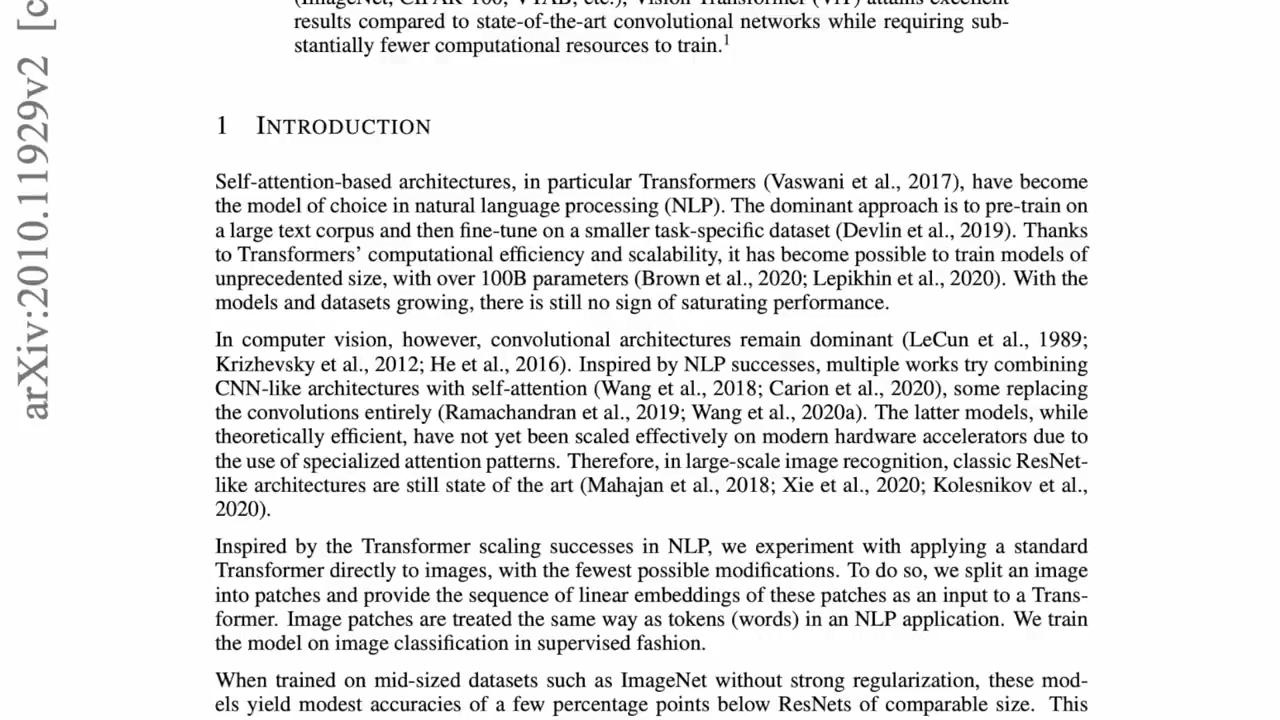 (ImageNet, CIFAR-100, VTAB, etc.), Vision Transformer (ViT) attains excellent
results compared to state-of-the-art convolutional networks while requiring sub-
stantially fewer computational resources to train.1
arXiv:2010.11929v2 [c
1 INTRODUCTION
Self-attention-based architectures, in particular Transformers (Vaswani et al., 2017), have become
the model of choice in natural language processing (NLP). The dominant approach is to pre-train on
a large text corpus and then fine-tune on a smaller task-specific dataset (Devlin et al., 2019). Thanks
to Transformers' computational efficiency and scalability, it has become possible to train models of
unprecedented size, with over 100B parameters (Brown et al., 2020; Lepikhin et al., 2020). With the
models and datasets growing, there is still no sign of saturating performance.
In computer vision, however, convolutional architectures remain dominant (LeCun et al., 1989;
Krizhevsky et al., 2012; He et al., 2016). Inspired by NLP successes, multiple works try combining
CNN-like architectures with self-attention (Wang et al., 2018; Carion et al., 2020), some replacing
the convolutions entirely (Ramachandran et al., 2019; Wang et al., 2020a). The latter models, while
theoretically efficient, have not yet been scaled effectively on modern hardware accelerators due to
the use of specialized attention patterns. Therefore, in large-scale image recognition, classic ResNet-
like architectures are still state of the art (Mahajan et al., 2018; Xie et al., 2020; Kolesnikov et al.,
2020).
Inspired by the Transformer scaling successes in NLP, we experiment with applying a standard
Transformer directly to images, with the fewest possible modifications. To do so, we split an image
into patches and provide the sequence of linear embeddings of these patches as an input to a Trans-
former. Image patches are treated the same way as tokens (words) in an NLP application. We train
the model on image classification in supervised fashion.
When trained on mid-sized datasets such as ImageNet without strong regularization, these mod-
els yield modest accuracies of a few percentage points below ResNets of comparable size. This